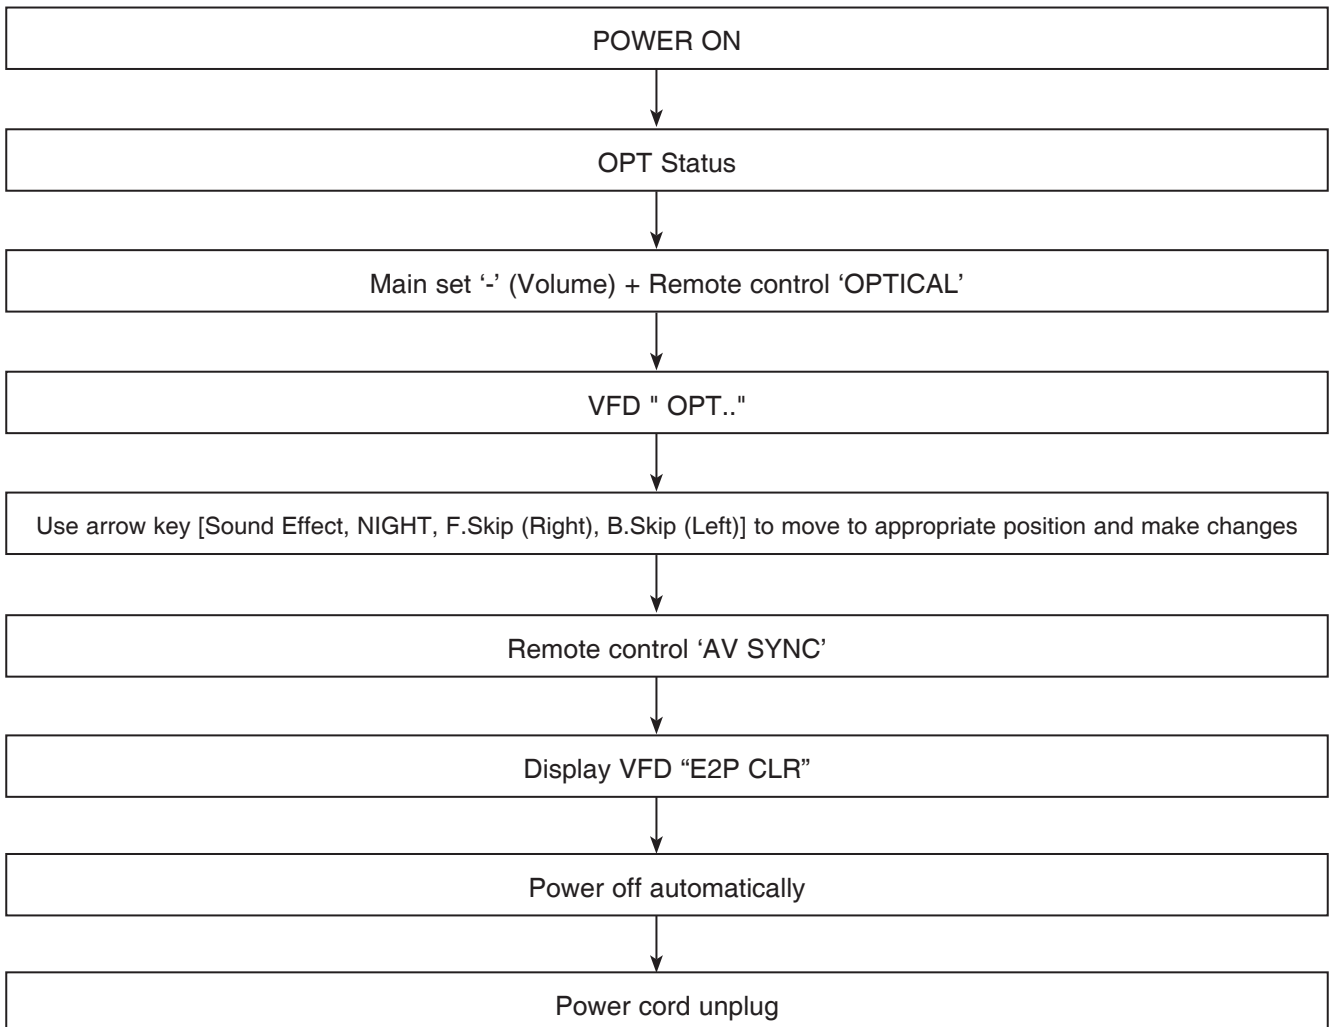 POWER ON
OPT Status
Main set ‘-’ (Volume) + Remote control ‘OPTICAL’
VFD " OPT.."
Use arrow key [Sound Effect, NIGHT, F.Skip (Right), B.Skip (Left)] to move to appropriate position and make changes
Remote control ‘AV SYNC’
Display VFD “E2P CLR”
Power off automatically
Power cord unplug